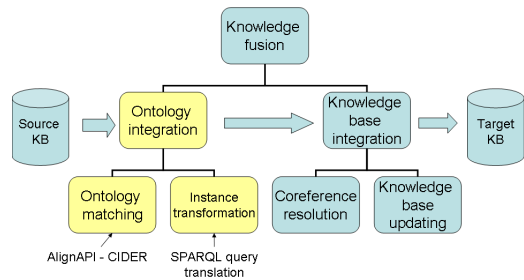 Knowledge
fusion
Source
KB
Ontology
integration
Knowledge
base
integration
Target
KB
Ontology
matching
Instance
transformation
Coreference
resolution
Knowledge
base
updating
AlignAPI - CIDER
SPARQL query
translation